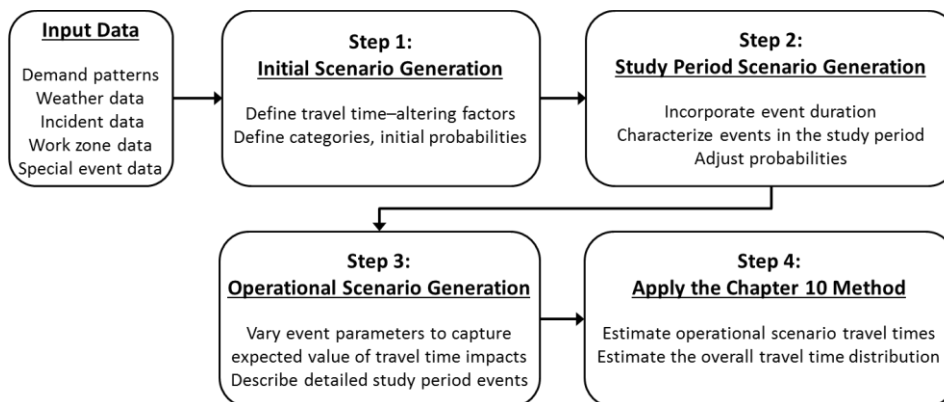 Input Data
Demand patterns
Weather data
Incident data
Work zone data
Special event data
Step 1:
Initial Scenario Generation
Define travel time–altering factors
Define categories, initial probabilities
Step 2:
Study Period Scenario Generation
Incorporate event duration
Characterize events in the study period
Adjust probabilities
Step 3:
Operational Scenario Generation
Vary event parameters to capture
expected value of travel time impacts
Describe detailed study period events
Step 4:
Apply the Chapter 10 Method
Estimate operational scenario travel times
Estimate the overall travel time distribution